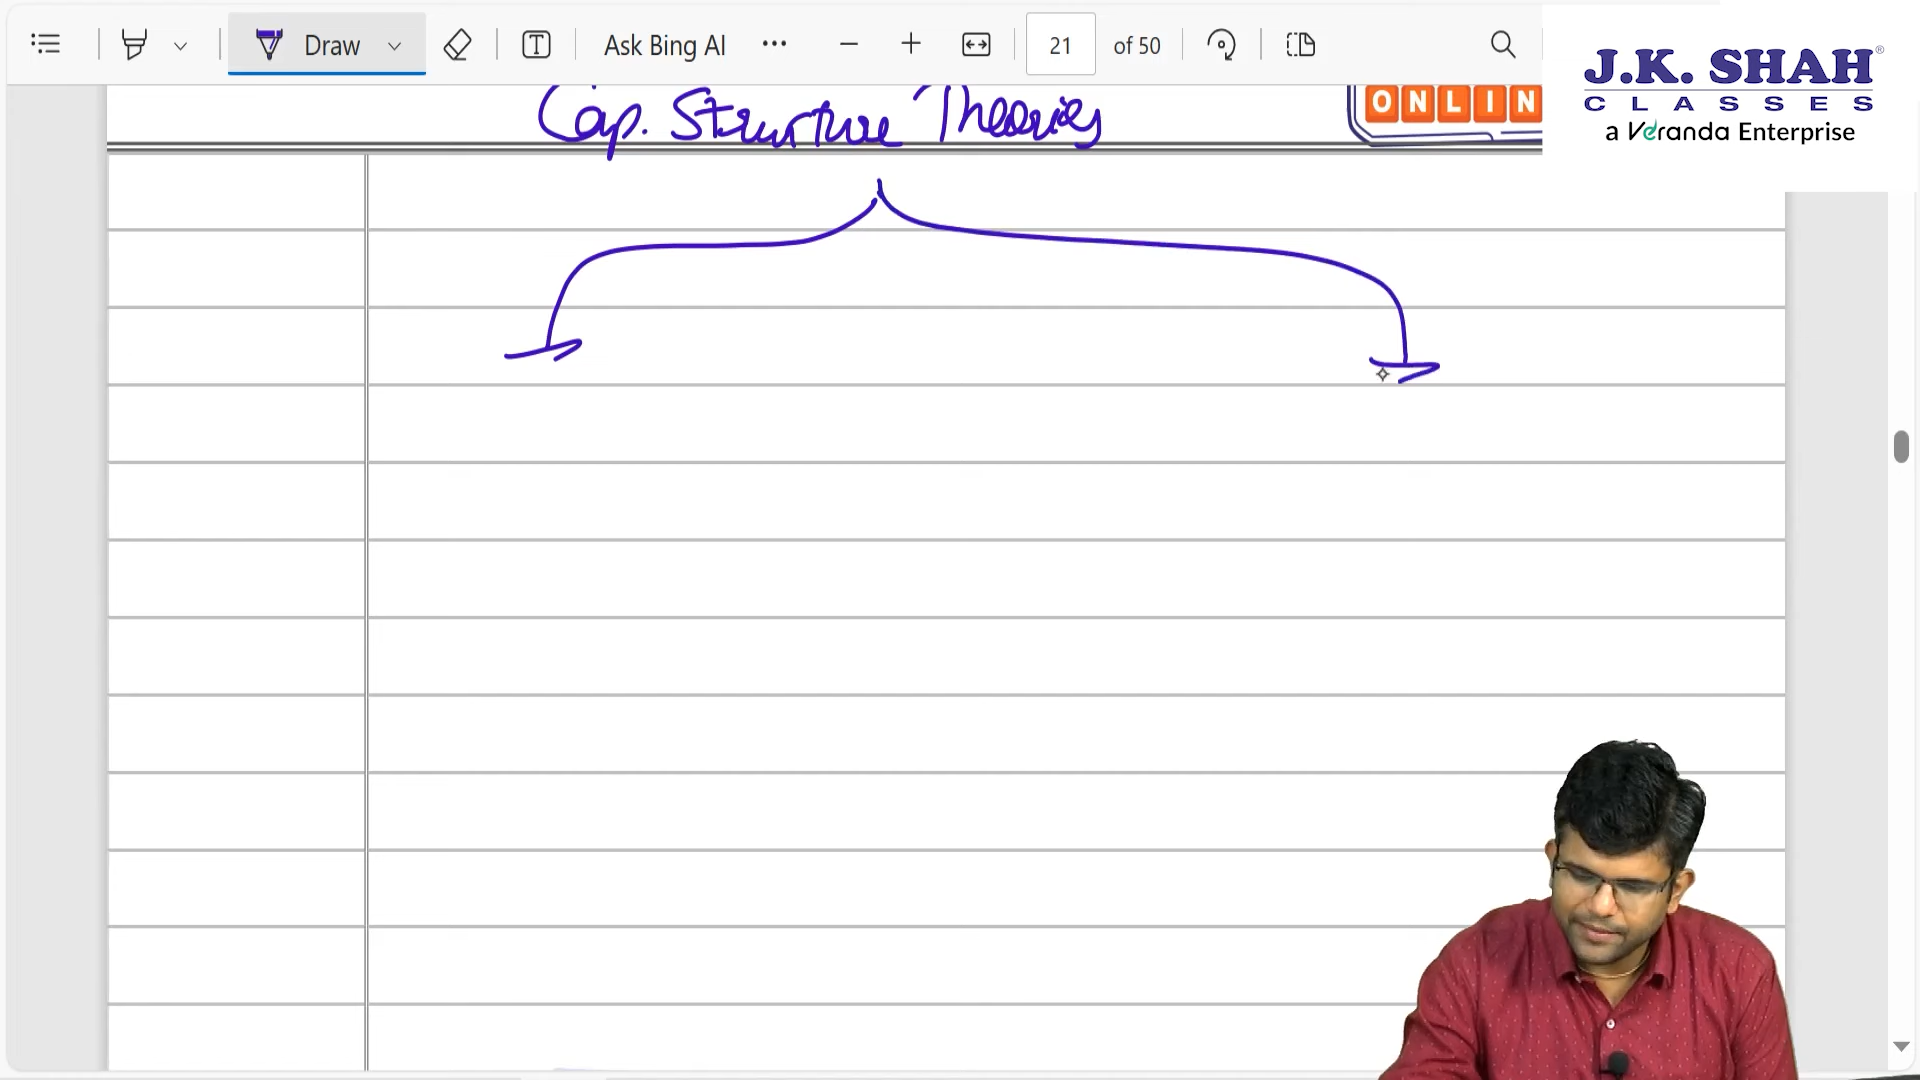 Draw
Ask Bing AI
21
of 50
J.K. SHAH®
CLASSES
a Veranda Enterprise
Cap. Structure Theories
ONLIN